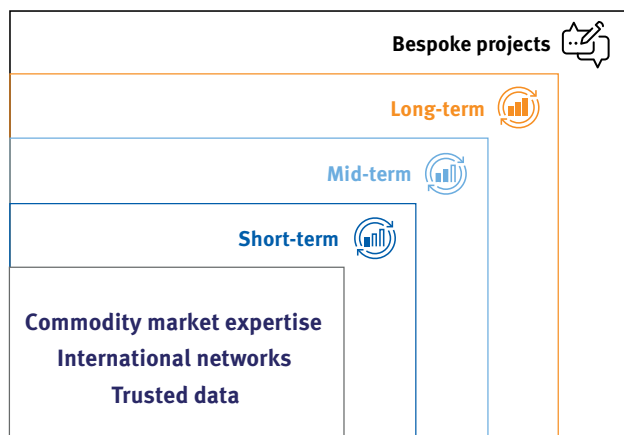 Bespoke projects
Long-term
Mid-term
Short-term
Commodity market expertise
International networks
Trusted data